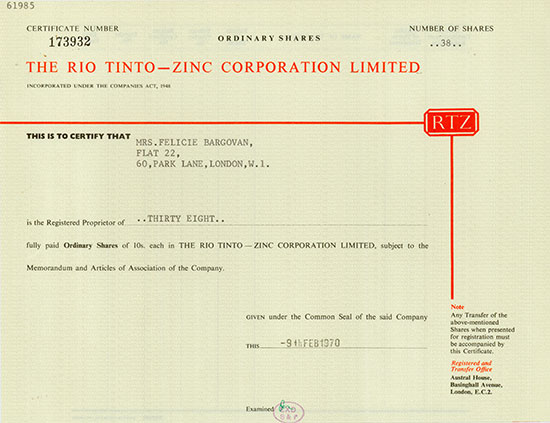 61985
CERTIFICATE NUMBER
173932
ORDINARY SHARES
NUMBER OF SHARES
..38..
THE RIO TINTO—ZINC CORPORATION LIMITED
INCORPORATED UNDER THE COMPANIES ACT, 1948
RTZ
THIS IS TO CERTIFY THAT
MRS.FELICIE BARGOVAN,
FLAT 22,
60,PARK LANE,LONDON,W.1.
is the Registered Proprietor of ..THIRTY EIGHT..
fully paid Ordinary Shares of 10s. each in THE RIO TINTO—ZINC CORPORATION LIMITED, subject to the
Memorandum and Articles of Association of the Company.
GIVEN under the Common Seal of the said Company
THIS -9th FEB 1970
Note
Any Transfer of the
above-mentioned
Shares when presented
for registration must
be accompanied by
this Certificate.
Registered and
Transfer Office
Austral House,
Basinghall Avenue,
London, E.C.2.
Examined